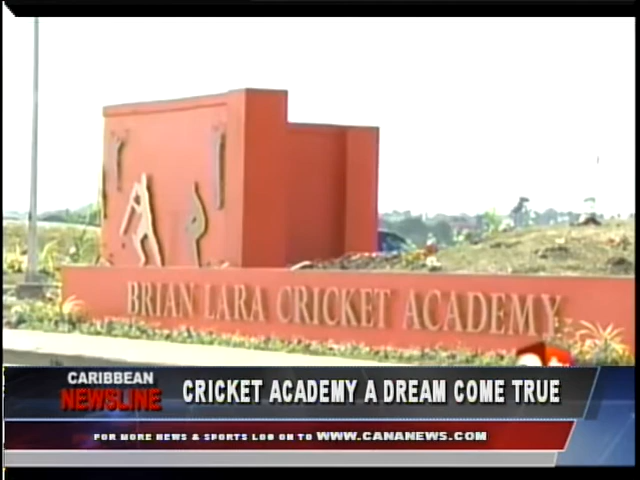 BRIAN LARA CRICKET ACADEMY
CARIBBEAN
NEWSLINE
CRICKET ACADEMY A DREAM COME TRUE
FOR MORE NEWS & SPORTS LOG ON TO WWW.CANANEWS.COM